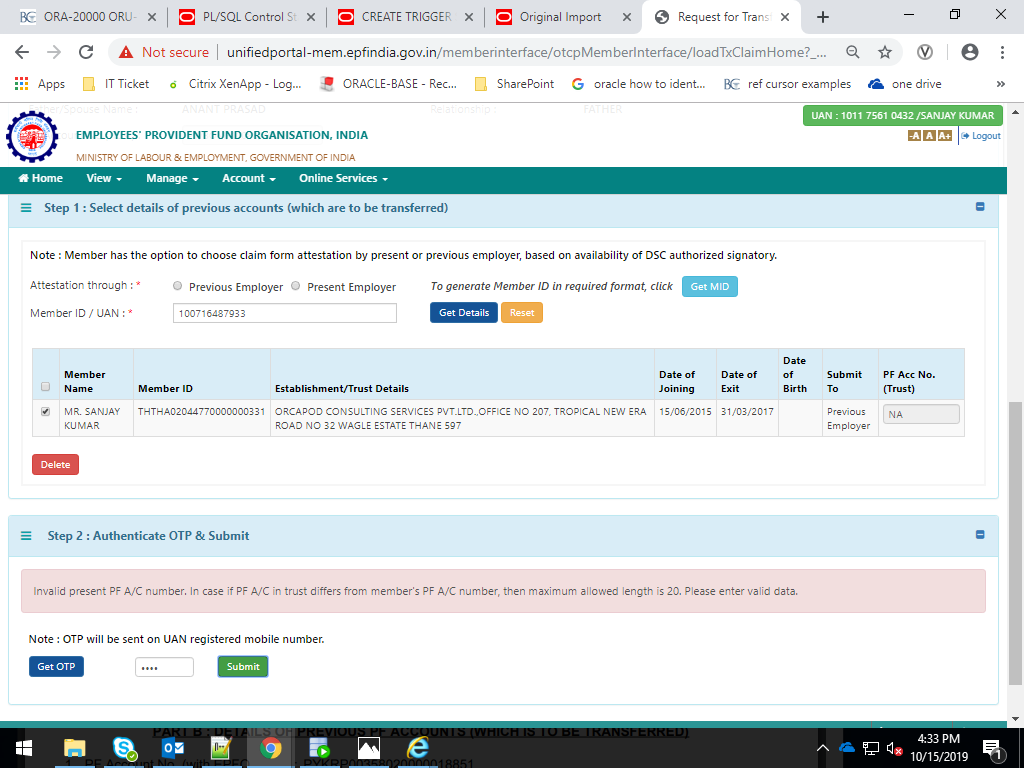 ORA-20000 ORU-
PL/SQL Control St
CREATE TRIGGER
Original Import
Request for Trans
Not secure
unifiedportal-mem.epfindia.gov.in/memberinterface/otcpMemberInterface/loadTxClaimHome?_...
Apps
IT Ticket
Citrix XenApp - Log...
ORACLE-BASE - Rec...
SharePoint
oracle how to ident...
ref cursor examples
one drive
»
Father/Spouse Name :
ANANT PRASAD
Relationship :
FATHER
EMPLOYEES' PROVIDENT FUND ORGANISATION, INDIA
MINISTRY OF LABOUR & EMPLOYMENT, GOVERNMENT OF INDIA
UAN : 1011 7561 0432 /SANJAY KUMAR
-A A A+ Logout
Home View Manage Account Online Services
Step 1 : Select details of previous accounts (which are to be transferred)
Note : Member has the option to choose claim form attestation by present or previous employer, based on availability of DSC authorized signatory.
Attestation through : * Previous Employer Present Employer To generate Member ID in required format, click Get MID
Member ID / UAN : * 100716487933 Get Details Reset
Member Name
Member ID
Establishment/Trust Details
Date of Joining
Date of Exit
Date of Birth
Submit To
PF Acc No. (Trust)
MR. SANJAY KUMAR
THTHA02044770000000331
ORCAPOD CONSULTING SERVICES PVT.LTD.,OFFICE NO 207, TROPICAL NEW ERA
ROAD NO 32 WAGLE ESTATE THANE 597
15/06/2015
31/03/2017
Previous Employer
NA
Delete
Step 2 : Authenticate OTP & Submit
Invalid present PF A/C number. In case if PF A/C in trust differs from member's PF A/C number, then maximum allowed length is 20. Please enter valid data.
Note : OTP will be sent on UAN registered mobile number.
Get OTP
••••
Submit
PART B : DETAILS OF PREVIOUS PF ACCOUNTS (WHICH IS TO BE TRANSFERRED)
4:33 PM
10/15/2019
1